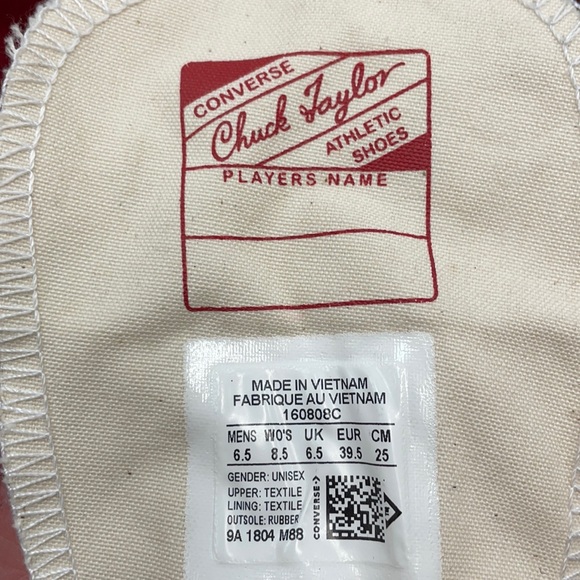 CONVERSE
Chuck Taylor
ATHLETIC
SHOES
PLAYERS NAME
MADE IN VIETNAM
FABRIQUE AU VIETNAM
160808C
MENS WO'S UK EUR CM
6.5 8.5 6.5 39.5 25
GENDER: UNISEX
UPPER: TEXTILE
LINING: TEXTILE
OUTSOLE: RUBBER
9A 1804 M88
CONVERSE